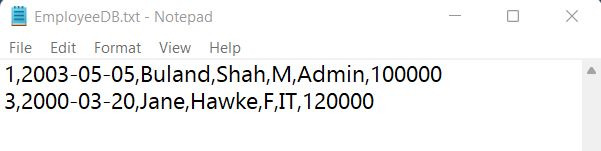 EmployeeDB.txt - Notepad
File Edit Format View Help
1,2003-05-05,Buland,Shah,M,Admin,100000
3,2000-03-20,Jane,Hawke,F,IT,120000